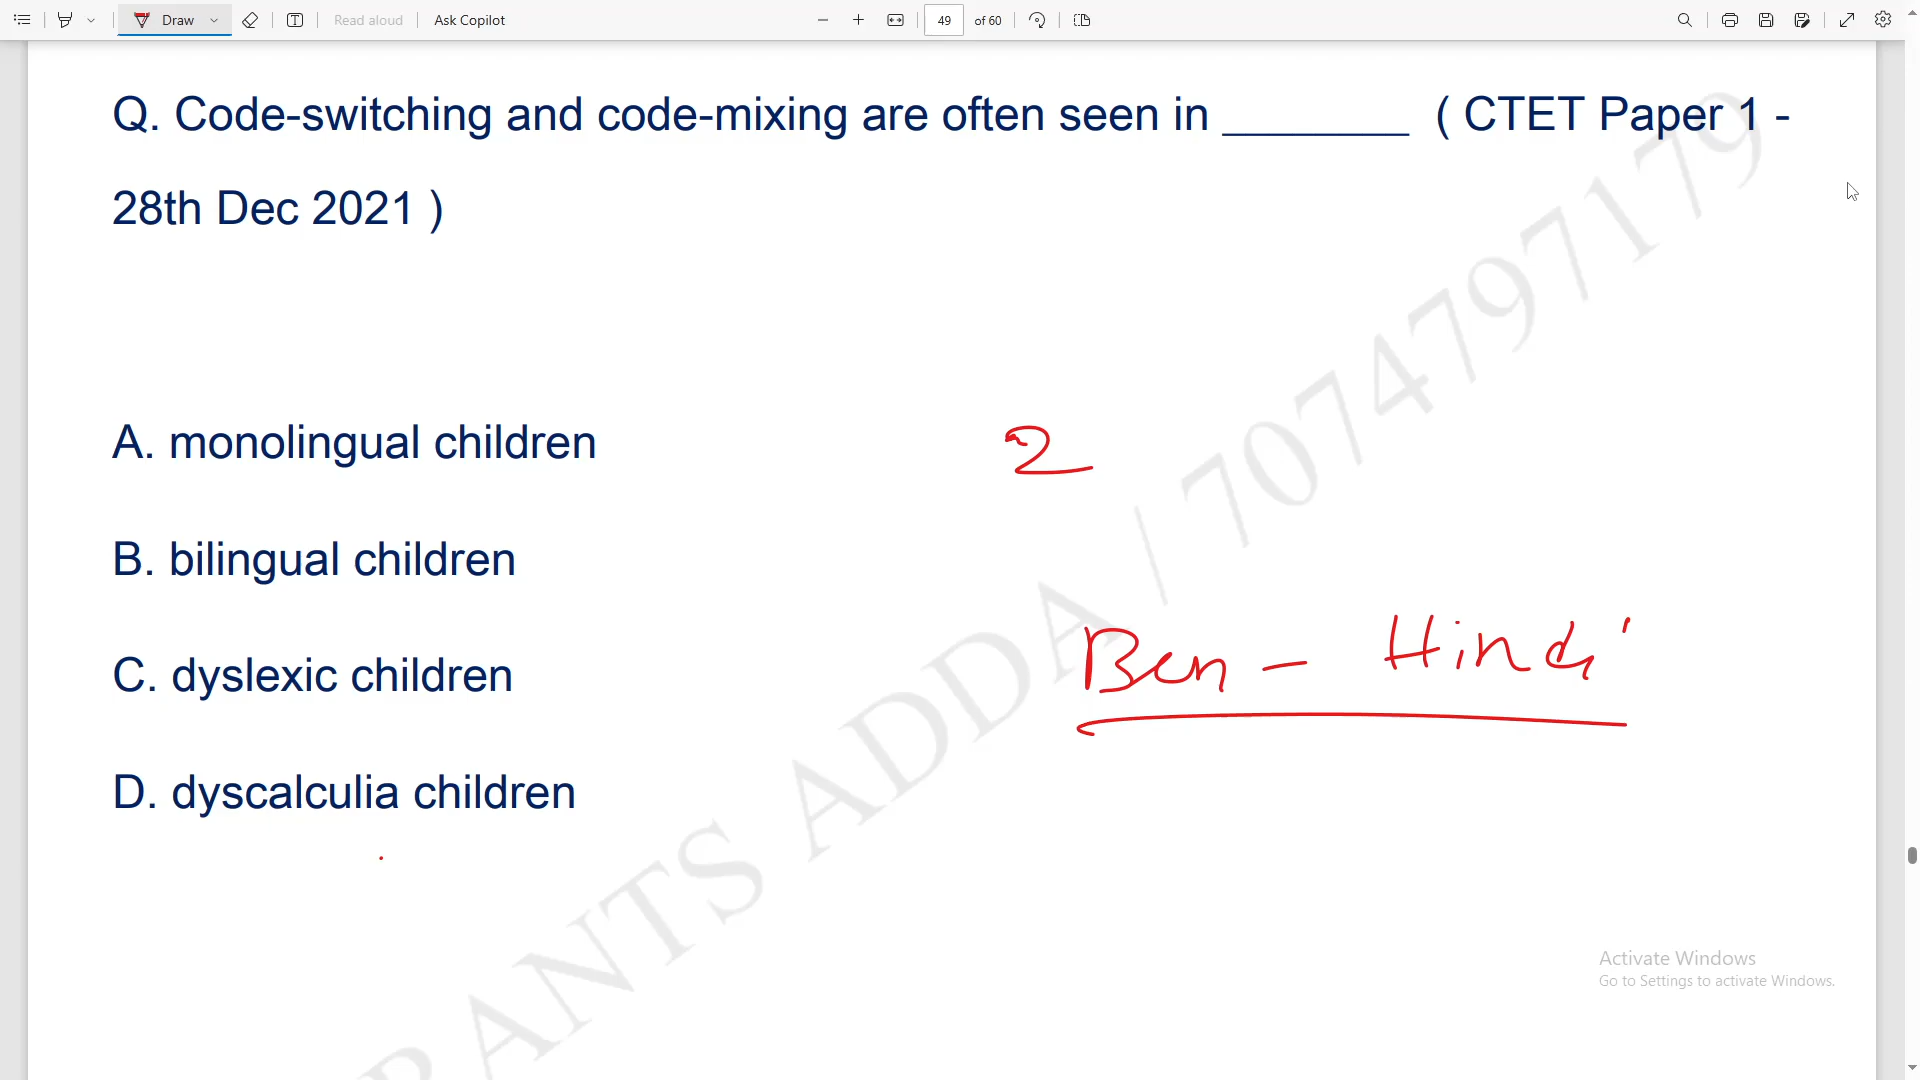 Draw
Read aloud
Ask Copilot
49 of 60
Q. Code-switching and code-mixing are often seen in ________ ( CTET Paper 1 -
28th Dec 2021 )
A. monolingual children
2
B. bilingual children
Ben - Hindi
C. dyslexic children
D. dyscalculia children
RANTS ADDA / 7074797179
Activate Windows
Go to Settings to activate Windows.